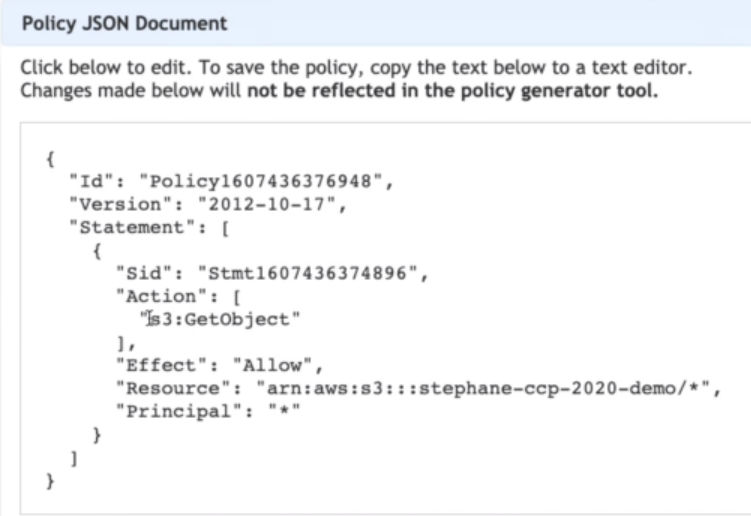 Policy JSON Document
Click below to edit. To save the policy, copy the text below to a text editor.
Changes made below will not be reflected in the policy generator tool.
{
  "Id": "Policy1607436376948",
  "Version": "2012-10-17",
  "Statement": [
    {
      "Sid": "Stmt1607436374896",
      "Action": [
        "s3:GetObject"
      ],
      "Effect": "Allow",
      "Resource": "arn:aws:s3:::stephane-ccp-2020-demo/*",
      "Principal": "*"
    }
  ]
}